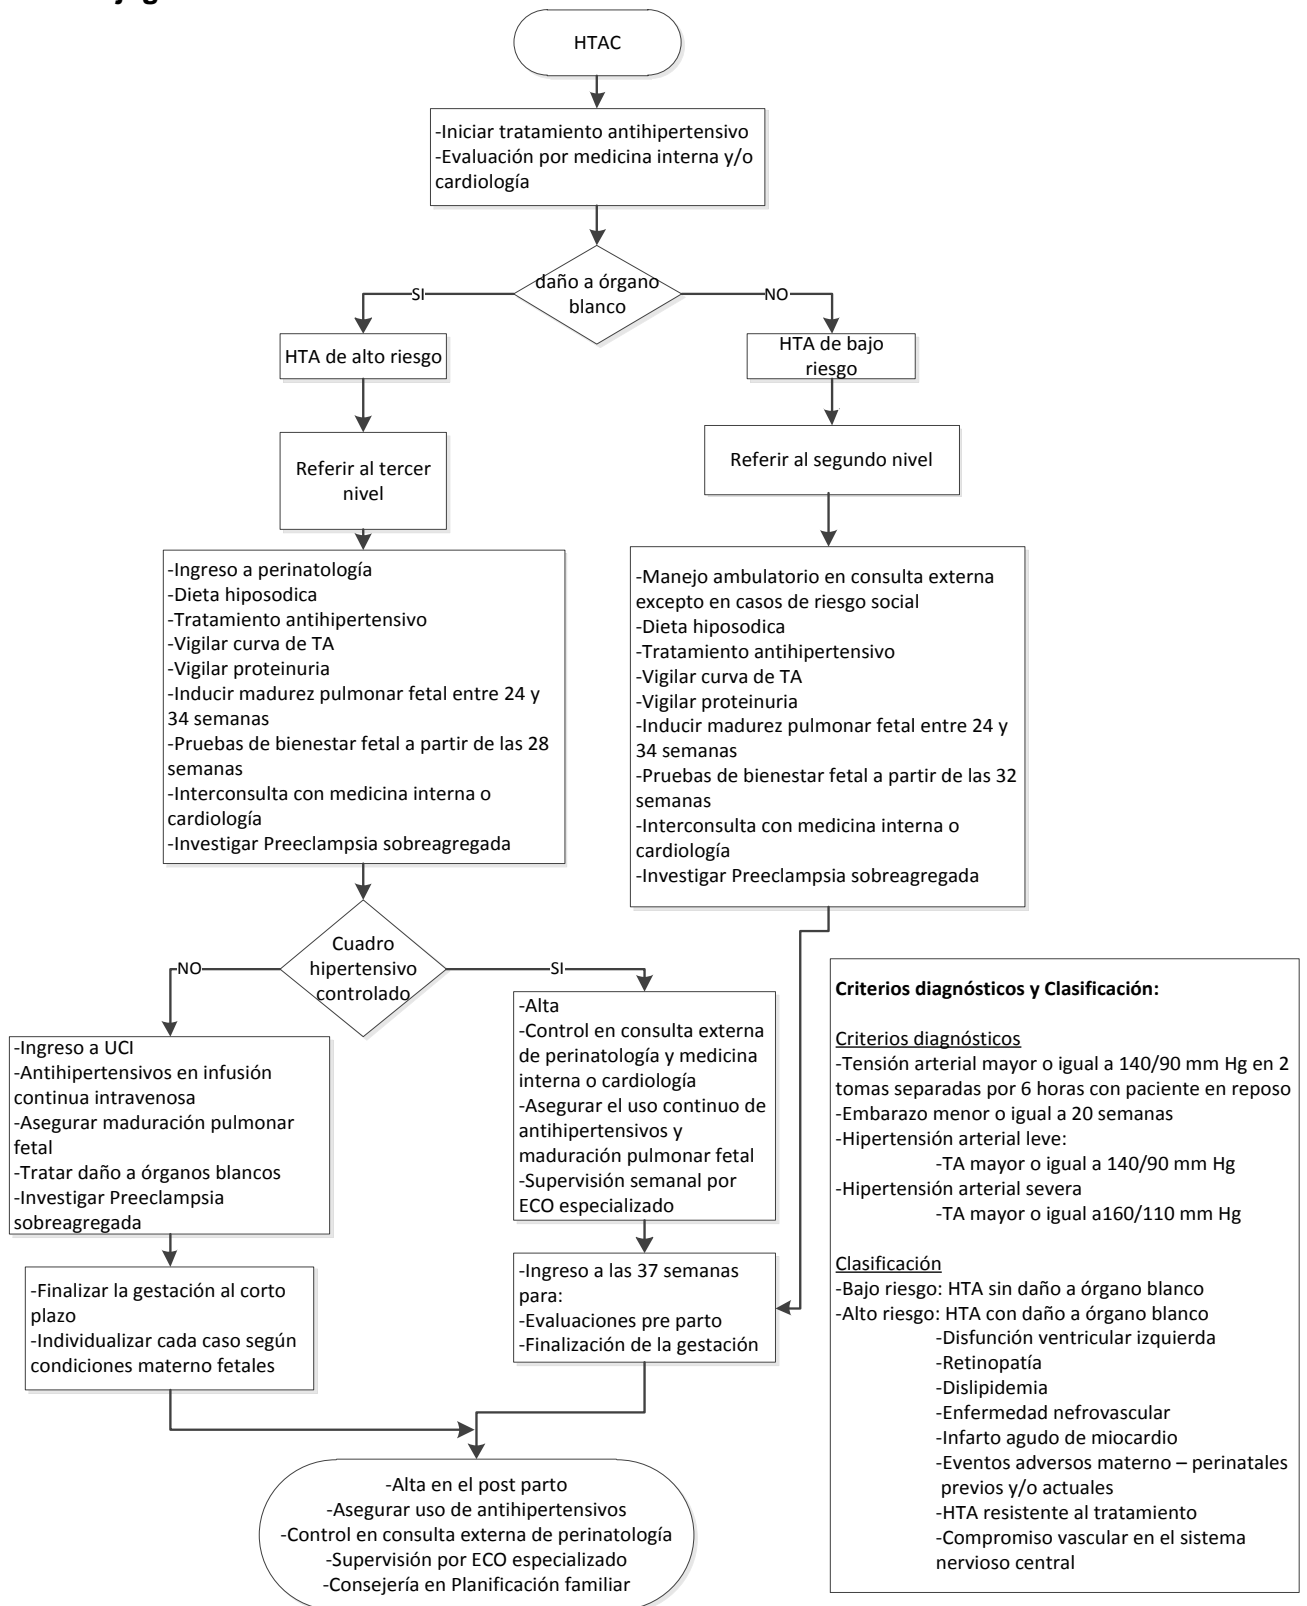 HTAC
-Iniciar tratamiento antihipertensivo
-Evaluación por medicina interna y/o
cardiología
daño a órgano
blanco
SI
NO
HTA de alto riesgo
HTA de bajo
riesgo
Referir al tercer
nivel
Referir al segundo nivel
-Ingreso a perinatología
-Dieta hiposodica
-Tratamiento antihipertensivo
-Vigilar curva de TA
-Vigilar proteinuria
-Inducir madurez pulmonar fetal entre 24 y
34 semanas
-Pruebas de bienestar fetal a partir de las 28
semanas
-Interconsulta con medicina interna o
cardiología
-Investigar Preeclampsia sobreagregada
-Manejo ambulatorio en consulta externa
excepto en casos de riesgo social
-Dieta hiposodica
-Tratamiento antihipertensivo
-Vigilar curva de TA
-Vigilar proteinuria
-Inducir madurez pulmonar fetal entre 24 y
34 semanas
-Pruebas de bienestar fetal a partir de las 32
semanas
-Interconsulta con medicina interna o
cardiología
-Investigar Preeclampsia sobreagregada
Cuadro
hipertensivo
controlado
NO
SI
-Ingreso a UCI
-Antihipertensivos en infusión
continua intravenosa
-Asegurar maduración pulmonar
fetal
-Tratar daño a órganos blancos
-Investigar Preeclampsia
sobreagregada
-Alta
-Control en consulta externa
de perinatología y medicina
interna o cardiología
-Asegurar el uso continuo de
antihipertensivos y
maduración pulmonar fetal
-Supervisión semanal por
ECO especializado
-Finalizar la gestación al corto
plazo
-Individualizar cada caso según
condiciones materno fetales
-Ingreso a las 37 semanas
para:
-Evaluaciones pre parto
-Finalización de la gestación
-Alta en el post parto
-Asegurar uso de antihipertensivos
-Control en consulta externa de perinatología
-Supervisión por ECO especializado
-Consejería en Planificación familiar
Criterios diagnósticos y Clasificación:
Criterios diagnósticos
-Tensión arterial mayor o igual a 140/90 mm Hg en 2
tomas separadas por 6 horas con paciente en reposo
-Embarazo menor o igual a 20 semanas
-Hipertensión arterial leve:
-TA mayor o igual a 140/90 mm Hg
-Hipertensión arterial severa
-TA mayor o igual a160/110 mm Hg
Clasificación
-Bajo riesgo: HTA sin daño a órgano blanco
-Alto riesgo: HTA con daño a órgano blanco
-Disfunción ventricular izquierda
-Retinopatía
-Dislipidemia
-Enfermedad nefrovascular
-Infarto agudo de miocardio
-Eventos adversos materno – perinatales
previos y/o actuales
-HTA resistente al tratamiento
-Compromiso vascular en el sistema
nervioso central